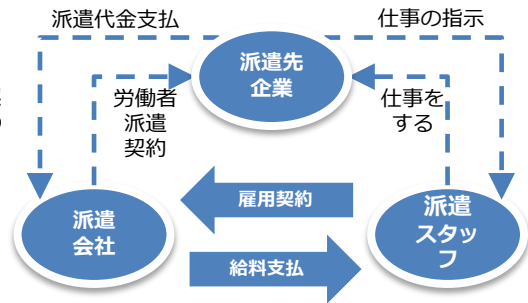 派遣代金支払
仕事の指示
派遣先
企業
労働者
派遣
契約
仕事を
する
雇用契約
派遣
会社
派遣
スタッ
フ
給料支払